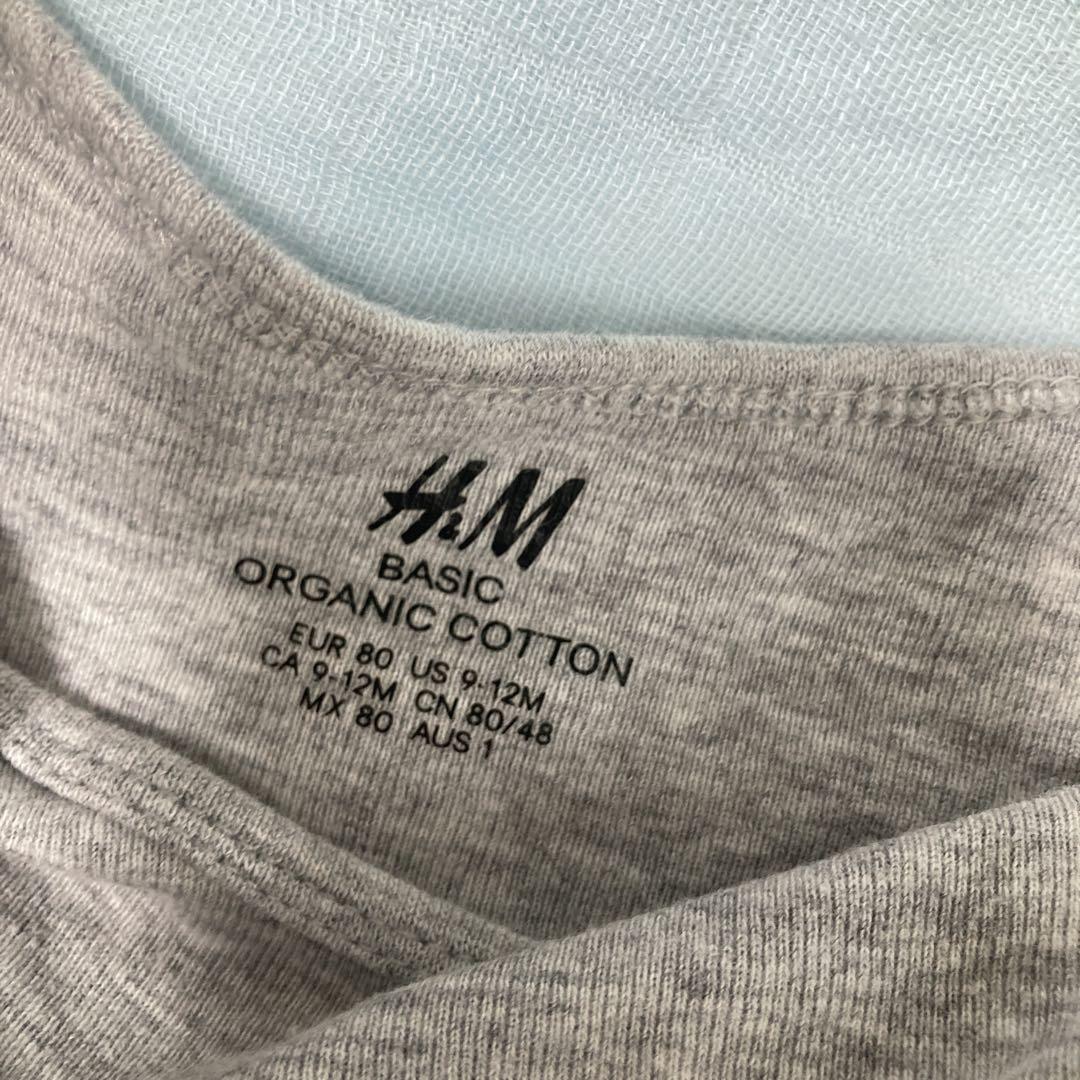 H&M
BASIC
ORGANIC COTTON
EUR 80 US 9-12M
CA 9-12M CN 80/48
MX 80 AUS 1